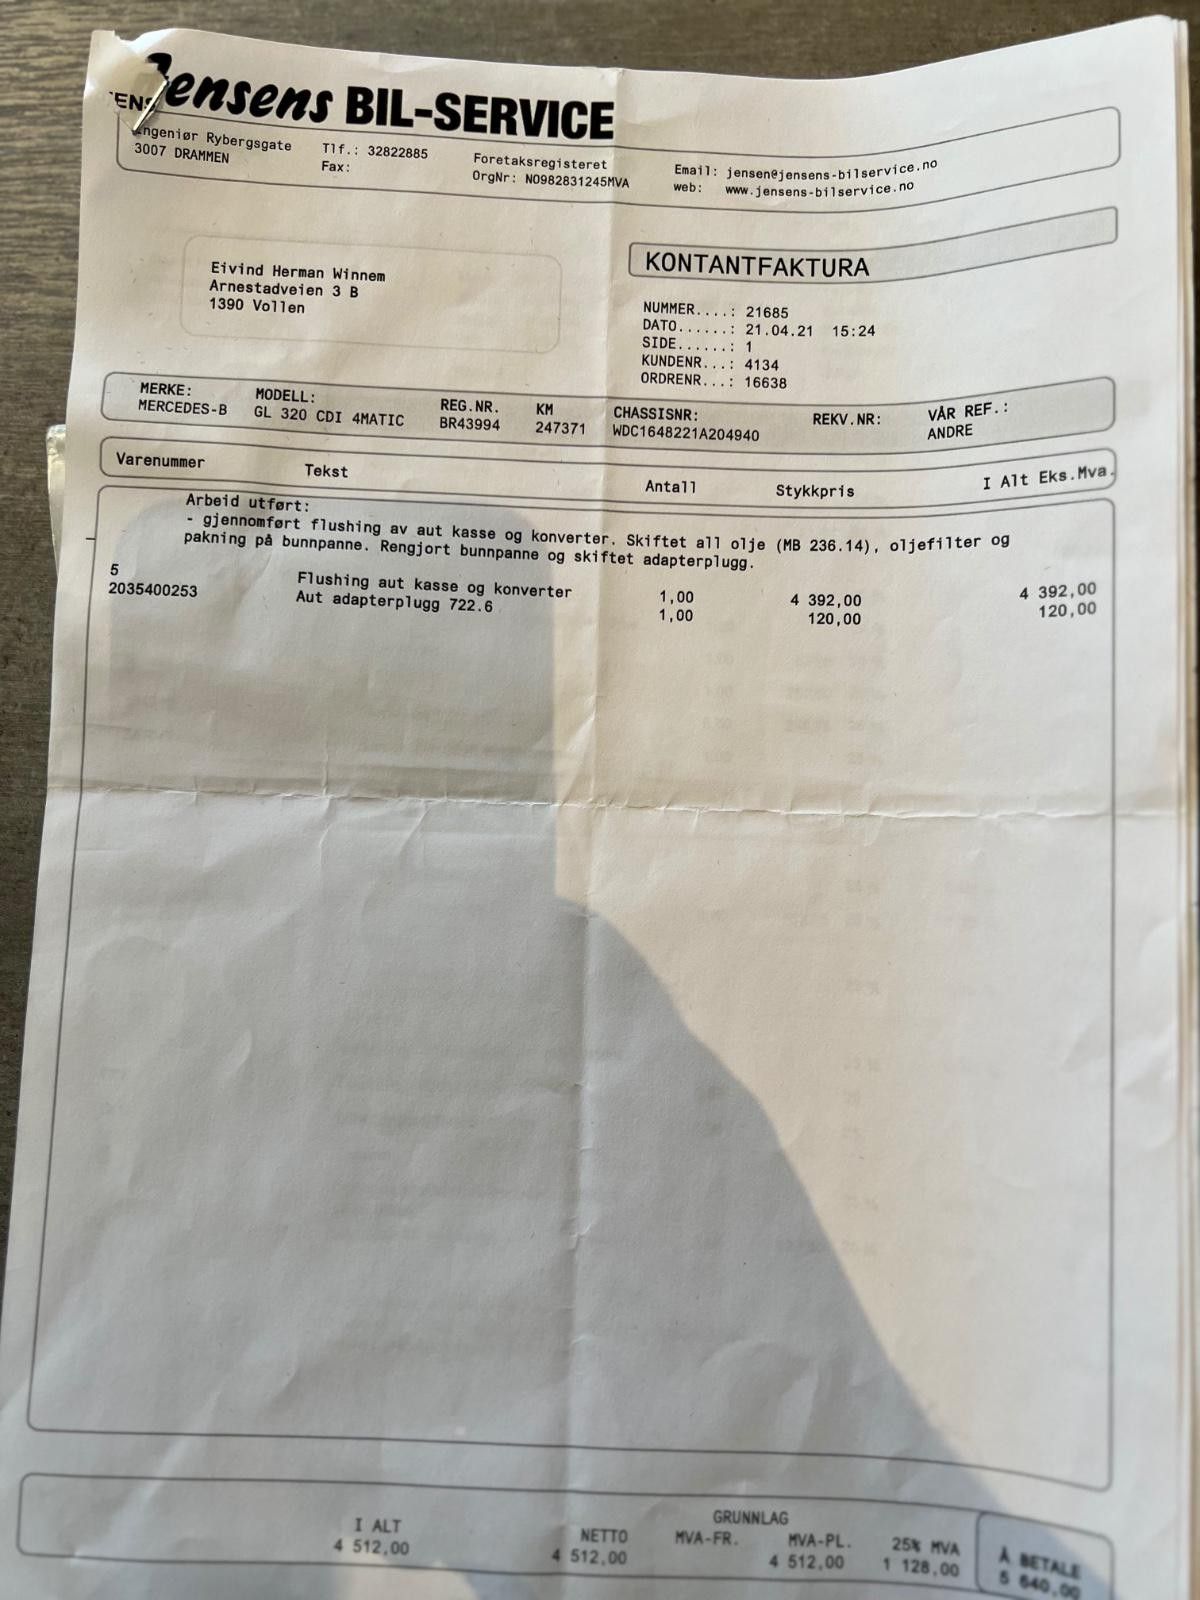 Jensens BIL-SERVICE
Ingeniør Rybergsgate
3007 DRAMMEN
Tlf.: 32822885
Fax:
Foretaksregisteret
OrgNr: NO982831245MVA
Email: jensen@jensens-bilservice.no
web: www.jensens-bilservice.no
Eivind Herman Winnem
Arnestadveien 3 B
1390 Vollen
KONTANTFAKTURA
NUMMER....: 21685
DATO......: 21.04.21 15:24
SIDE......: 1
KUNDENR...: 4134
ORDRENR...: 16638
MERKE: MODELL: REG.NR. KM CHASSISNR: REKV.NR: VÅR REF.:
MERCEDES-B GL 320 CDI 4MATIC BR43994 247371 WDC1648221A204940 ANDRE
Varenummer Tekst Antall Stykkpris I Alt Eks.Mva.
Arbeid utført:
- gjennomført flushing av aut kasse og konverter. Skiftet all olje (MB 236.14), oljefilter og
pakning på bunnpanne. Rengjort bunnpanne og skiftet adapterplugg.
5 Flushing aut kasse og konverter 1,00 4 392,00 4 392,00
2035400253 Aut adapterplugg 722.6 1,00 120,00 120,00
GRUNNLAG
I ALT NETTO MVA-FR. MVA-PL. 25% MVA Å BETALE
4 512,00 4 512,00 4 512,00 1 128,00 5 640,00